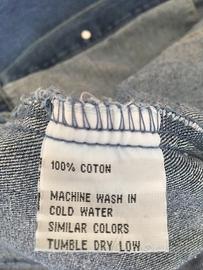 100% COTON
MACHINE WASH IN
COLD WATER
SIMILAR COLORS
TUMBLE DRY LOW